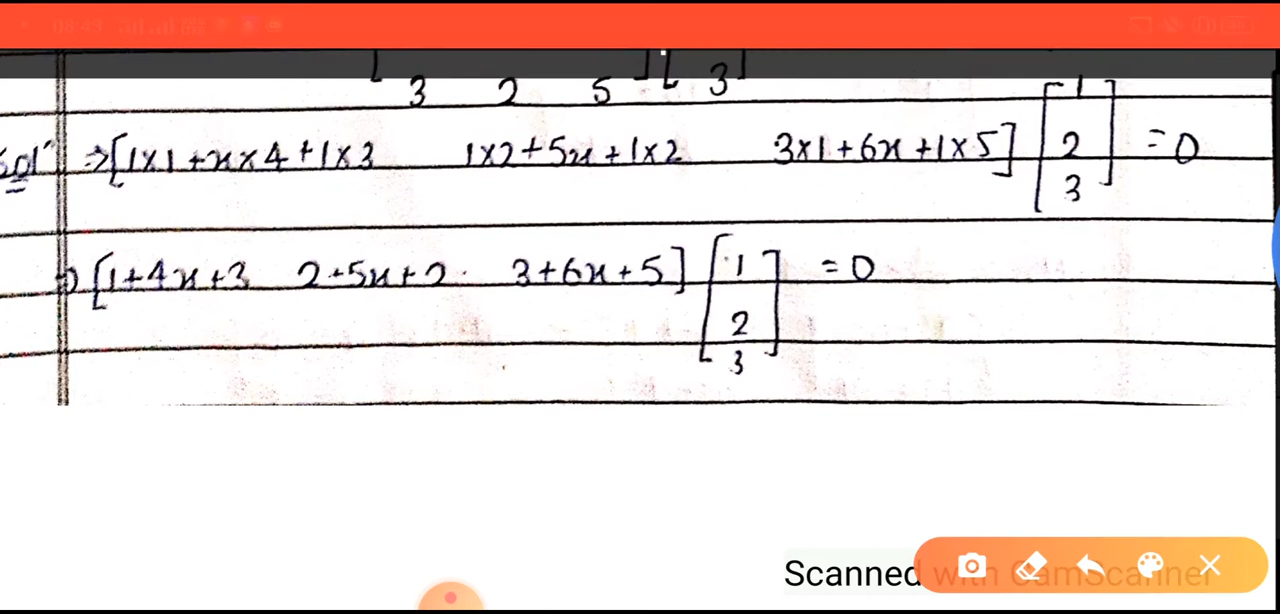 3 2 5 ] [ 3 ]
Sol⇒ [1×1+x×4+1×3 1×2+5x+1×2 3×1+6x+1×5] [1 2 3] = 0
⇒ [1+4x+3 2+5x+2 3+6x+5] [1 2 3] = 0
Scanned with CamScanner